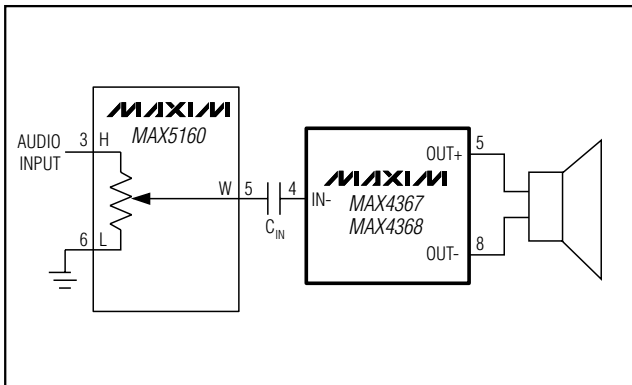 MAXIM
MAX5160
AUDIO
INPUT
3 H
W 5
6 L
C_IN
4 IN-
MAXIM
MAX4367
MAX4368
OUT+ 5
OUT- 8